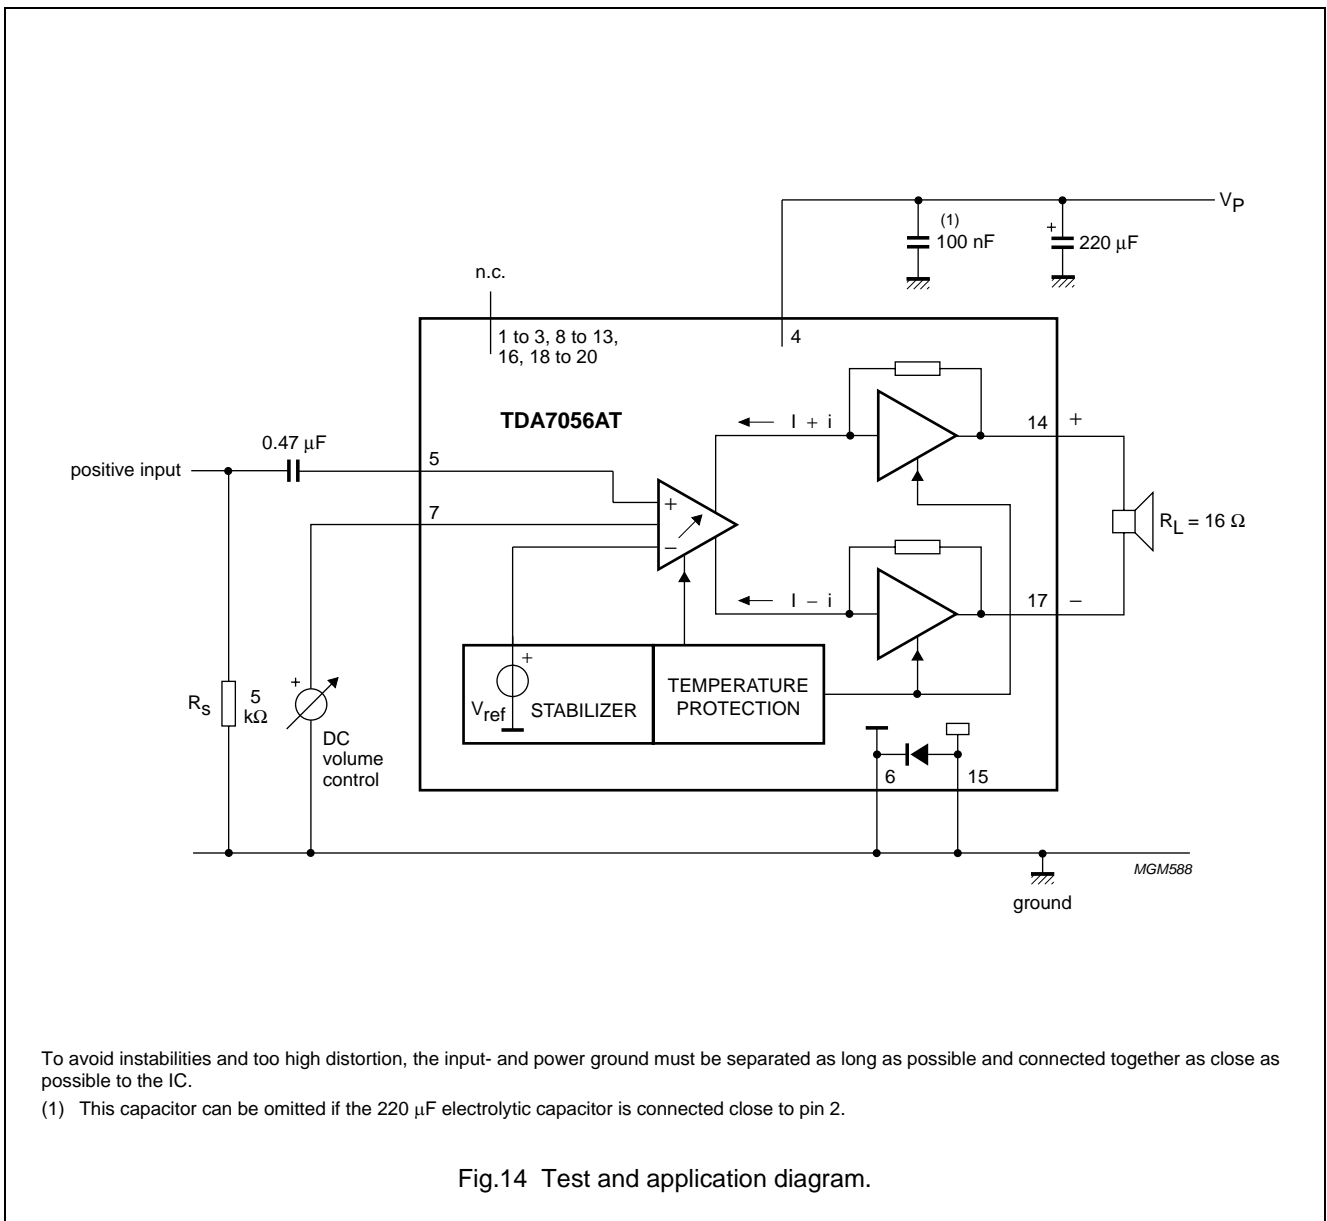 V_P
(1)
+
100 nF
220 μF
n.c.
1 to 3, 8 to 13,
16, 18 to 20
4
TDA7056AT
I + i
14
+
0.47 μF
positive input
5
+
7
R_L = 16 Ω
−
I − i
17
−
+
TEMPERATURE
PROTECTION
+
V_ref
STABILIZER
R_S
5
kΩ
DC
volume
control
6
15
MGM588
ground
To avoid instabilities and too high distortion, the input- and power ground must be separated as long as possible and connected together as close as
possible to the IC.
(1) This capacitor can be omitted if the 220 μF electrolytic capacitor is connected close to pin 2.
Fig.14 Test and application diagram.